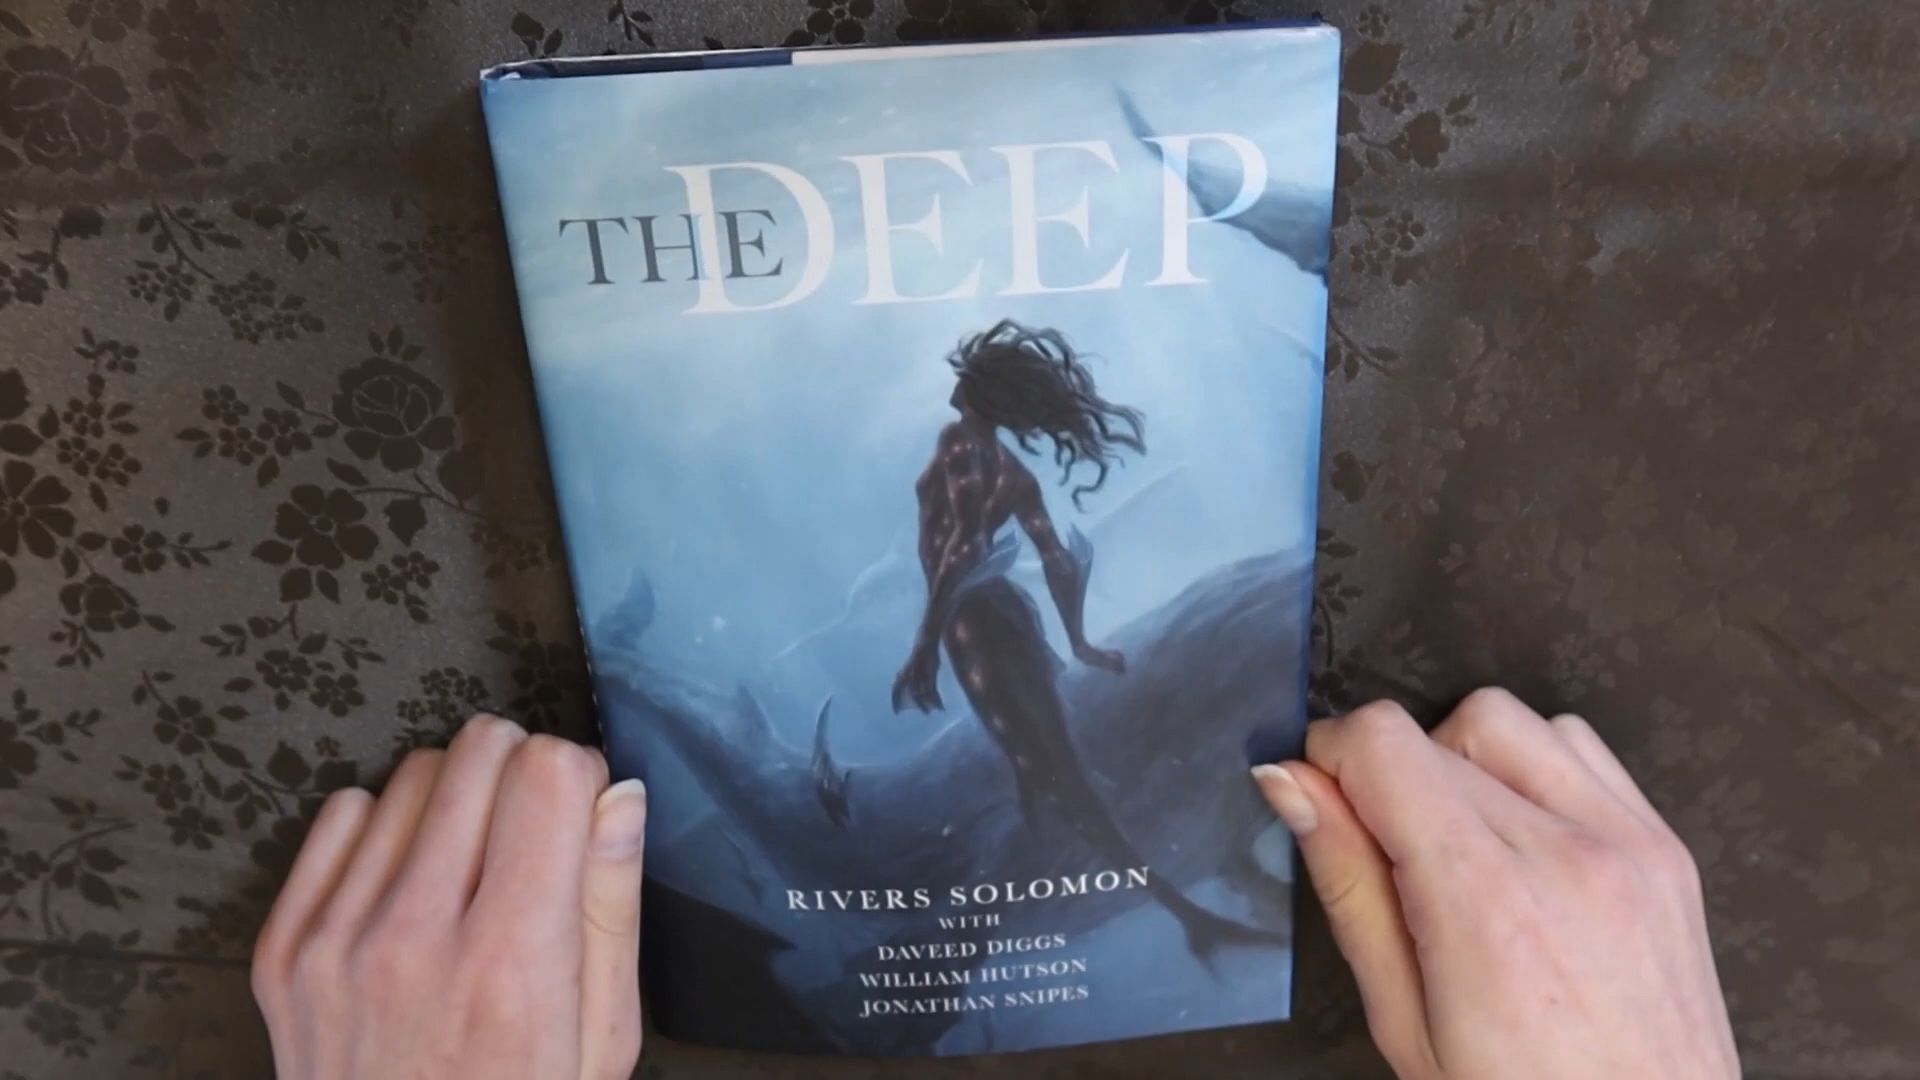 THE DEEP
RIVERS SOLOMON
WITH
DAVEED DIGGS
WILLIAM HUTSON
JONATHAN SNIPES